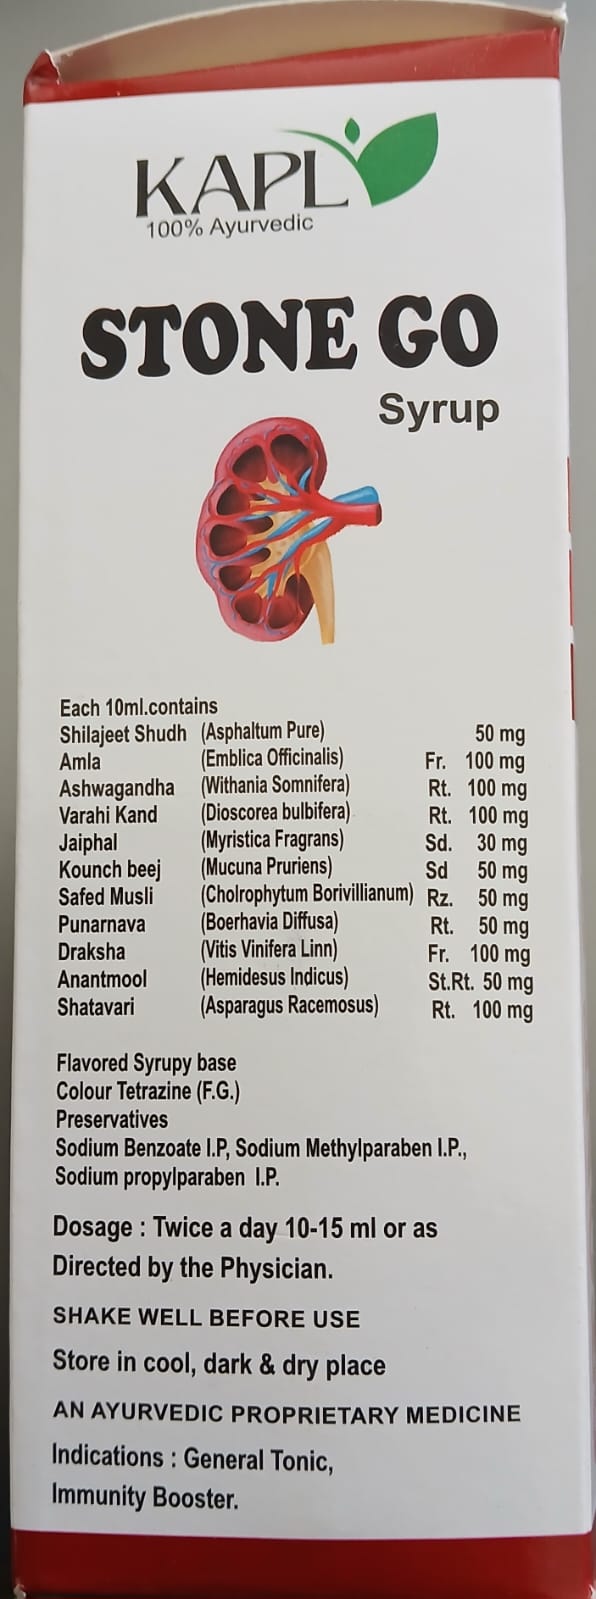 KAPL
100% Ayurvedic
STONE GO
Syrup
Each 10ml.contains
Shilajeet Shudh (Asphaltum Pure) 50 mg
Amla (Emblica Officinalis) Fr. 100 mg
Ashwagandha (Withania Somnifera) Rt. 100 mg
Varahi Kand (Dioscorea bulbifera) Rt. 100 mg
Jaiphal (Myristica Fragrans) Sd. 30 mg
Kounch beej (Mucuna Pruriens) Sd 50 mg
Safed Musli (Cholrophytum Borivillianum) Rz. 50 mg
Punarnava (Boerhavia Diffusa) Rt. 50 mg
Draksha (Vitis Vinifera Linn) Fr. 100 mg
Anantmool (Hemidesus Indicus) St.Rt. 50 mg
Shatavari (Asparagus Racemosus) Rt. 100 mg
Flavored Syrupy base
Colour Tetrazine (F.G.)
Preservatives
Sodium Benzoate I.P, Sodium Methylparaben I.P.,
Sodium propylparaben I.P.
Dosage : Twice a day 10-15 ml or as
Directed by the Physician.
SHAKE WELL BEFORE USE
Store in cool, dark & dry place
AN AYURVEDIC PROPRIETARY MEDICINE
Indications : General Tonic,
Immunity Booster.